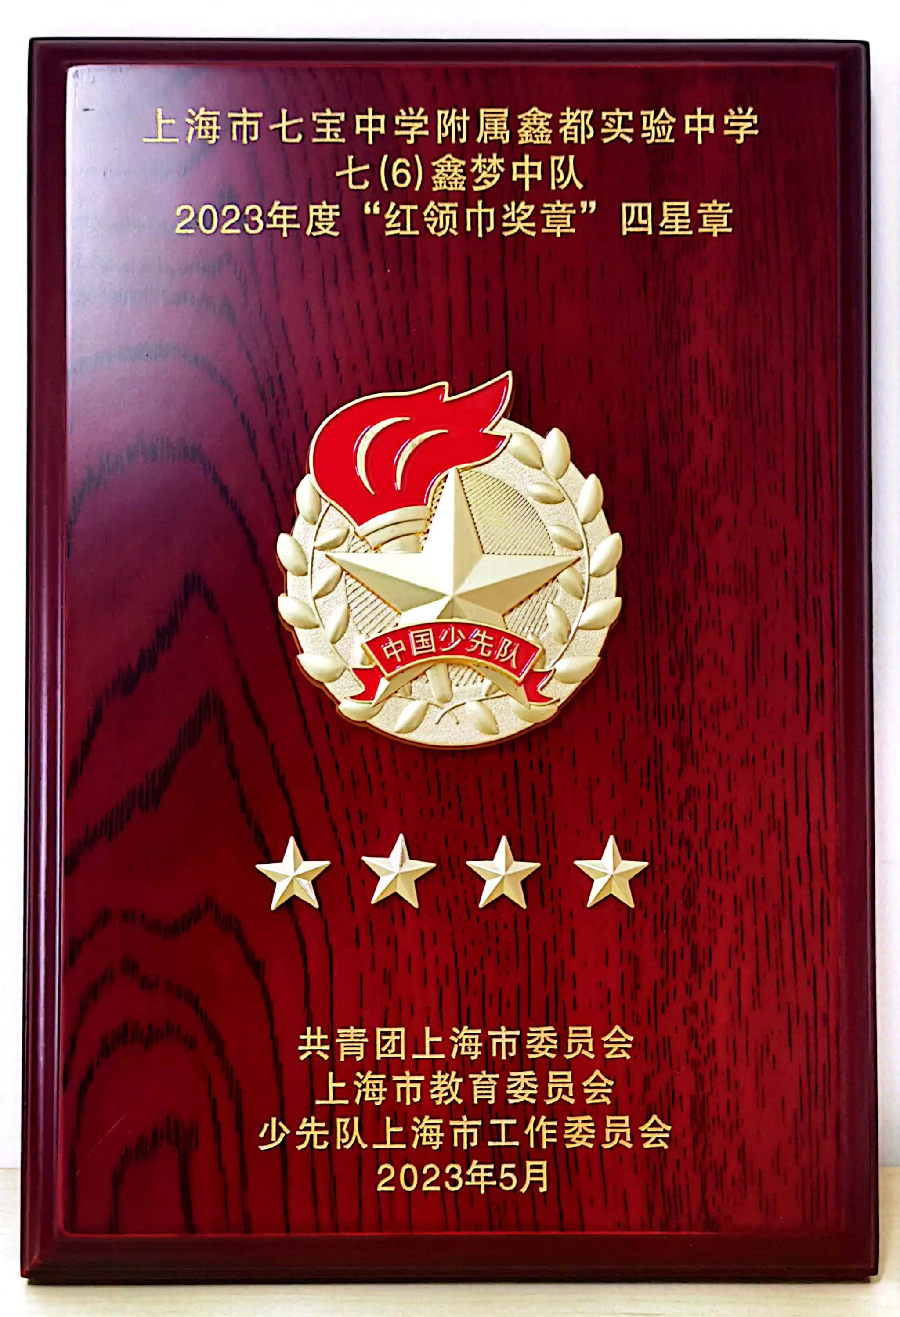 上海市七宝中学附属鑫都实验中学
七(6)鑫梦中队
2023年度“红领巾奖章”四星章
中国少先队
共青团上海市委员会
上海市教育委员会
少先队上海市工作委员会
2023年5月